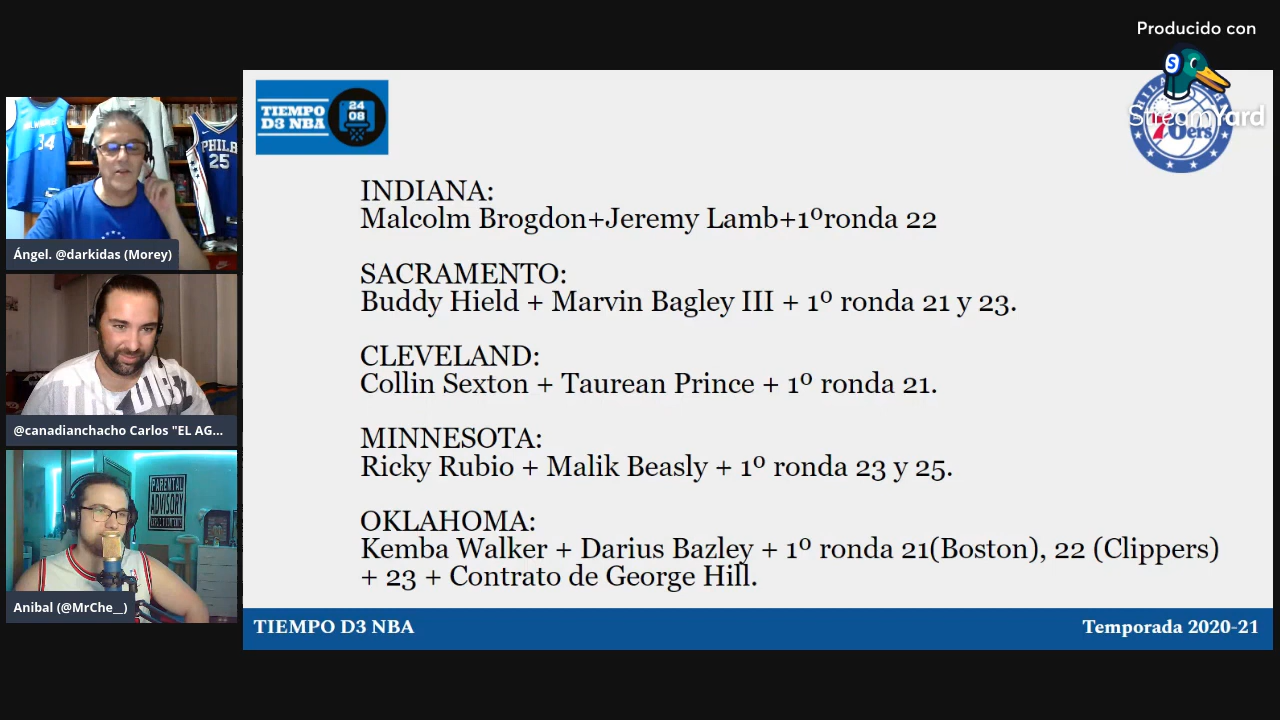 Producido con
StreamYard
TIEMPO
D3 NBA
24
08
76ers
34
PHILA
25
Ángel. @darkidas (Morey)
@canadianchacho Carlos "EL AG...
PARENTAL
ADVISORY
Anibal (@MrChe__)
INDIANA:
Malcolm Brogdon+Jeremy Lamb+1ºronda 22
SACRAMENTO:
Buddy Hield + Marvin Bagley III + 1º ronda 21 y 23.
CLEVELAND:
Collin Sexton + Taurean Prince + 1º ronda 21.
MINNESOTA:
Ricky Rubio + Malik Beasly + 1º ronda 23 y 25.
OKLAHOMA:
Kemba Walker + Darius Bazley + 1º ronda 21(Boston), 22 (Clippers)
+ 23 + Contrato de George Hill.
TIEMPO D3 NBA
Temporada 2020-21